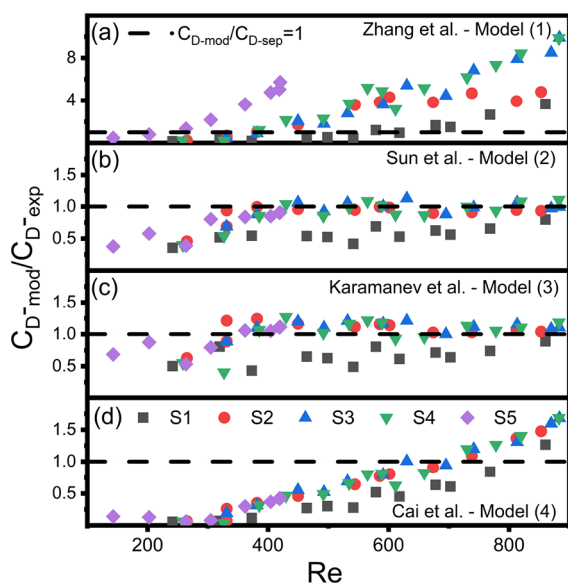 (a) C_D-mod/C_D-sep=1 Zhang et al. - Model (1)
8
4
(b) Sun et al. - Model (2)
1.5
1.0
0.5
C_D-mod/C_D-exp
(c) Karamanev et al. - Model (3)
1.5
1.0
0.5
(d) S1 S2 S3 S4 S5
1.5
1.0
0.5
Cai et al. - Model (4)
200 400 600 800
Re